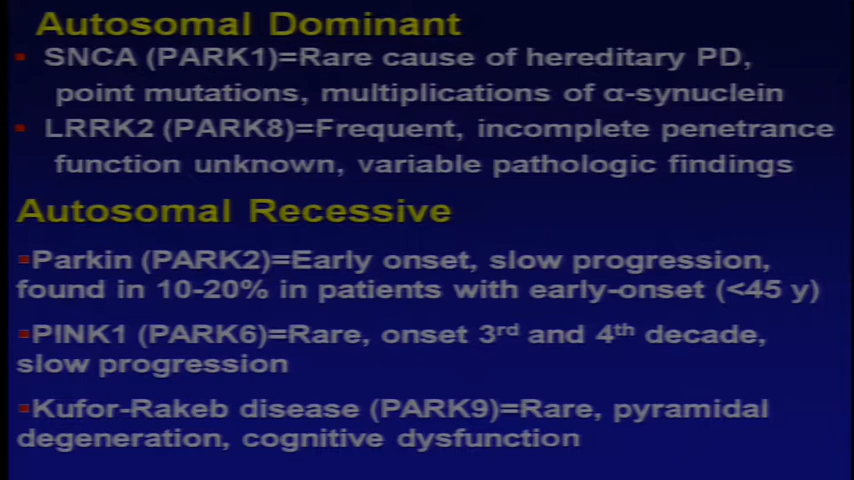 Autosomal Dominant
▪ SNCA (PARK1)=Rare cause of hereditary PD,
point mutations, multiplications of α-synuclein
▪ LRRK2 (PARK8)=Frequent, incomplete penetrance
function unknown, variable pathologic findings
Autosomal Recessive
▪Parkin (PARK2)=Early onset, slow progression,
found in 10-20% in patients with early-onset (<45 y)
▪PINK1 (PARK6)=Rare, onset 3rd and 4th decade,
slow progression
▪Kufor-Rakeb disease (PARK9)=Rare, pyramidal
degeneration, cognitive dysfunction